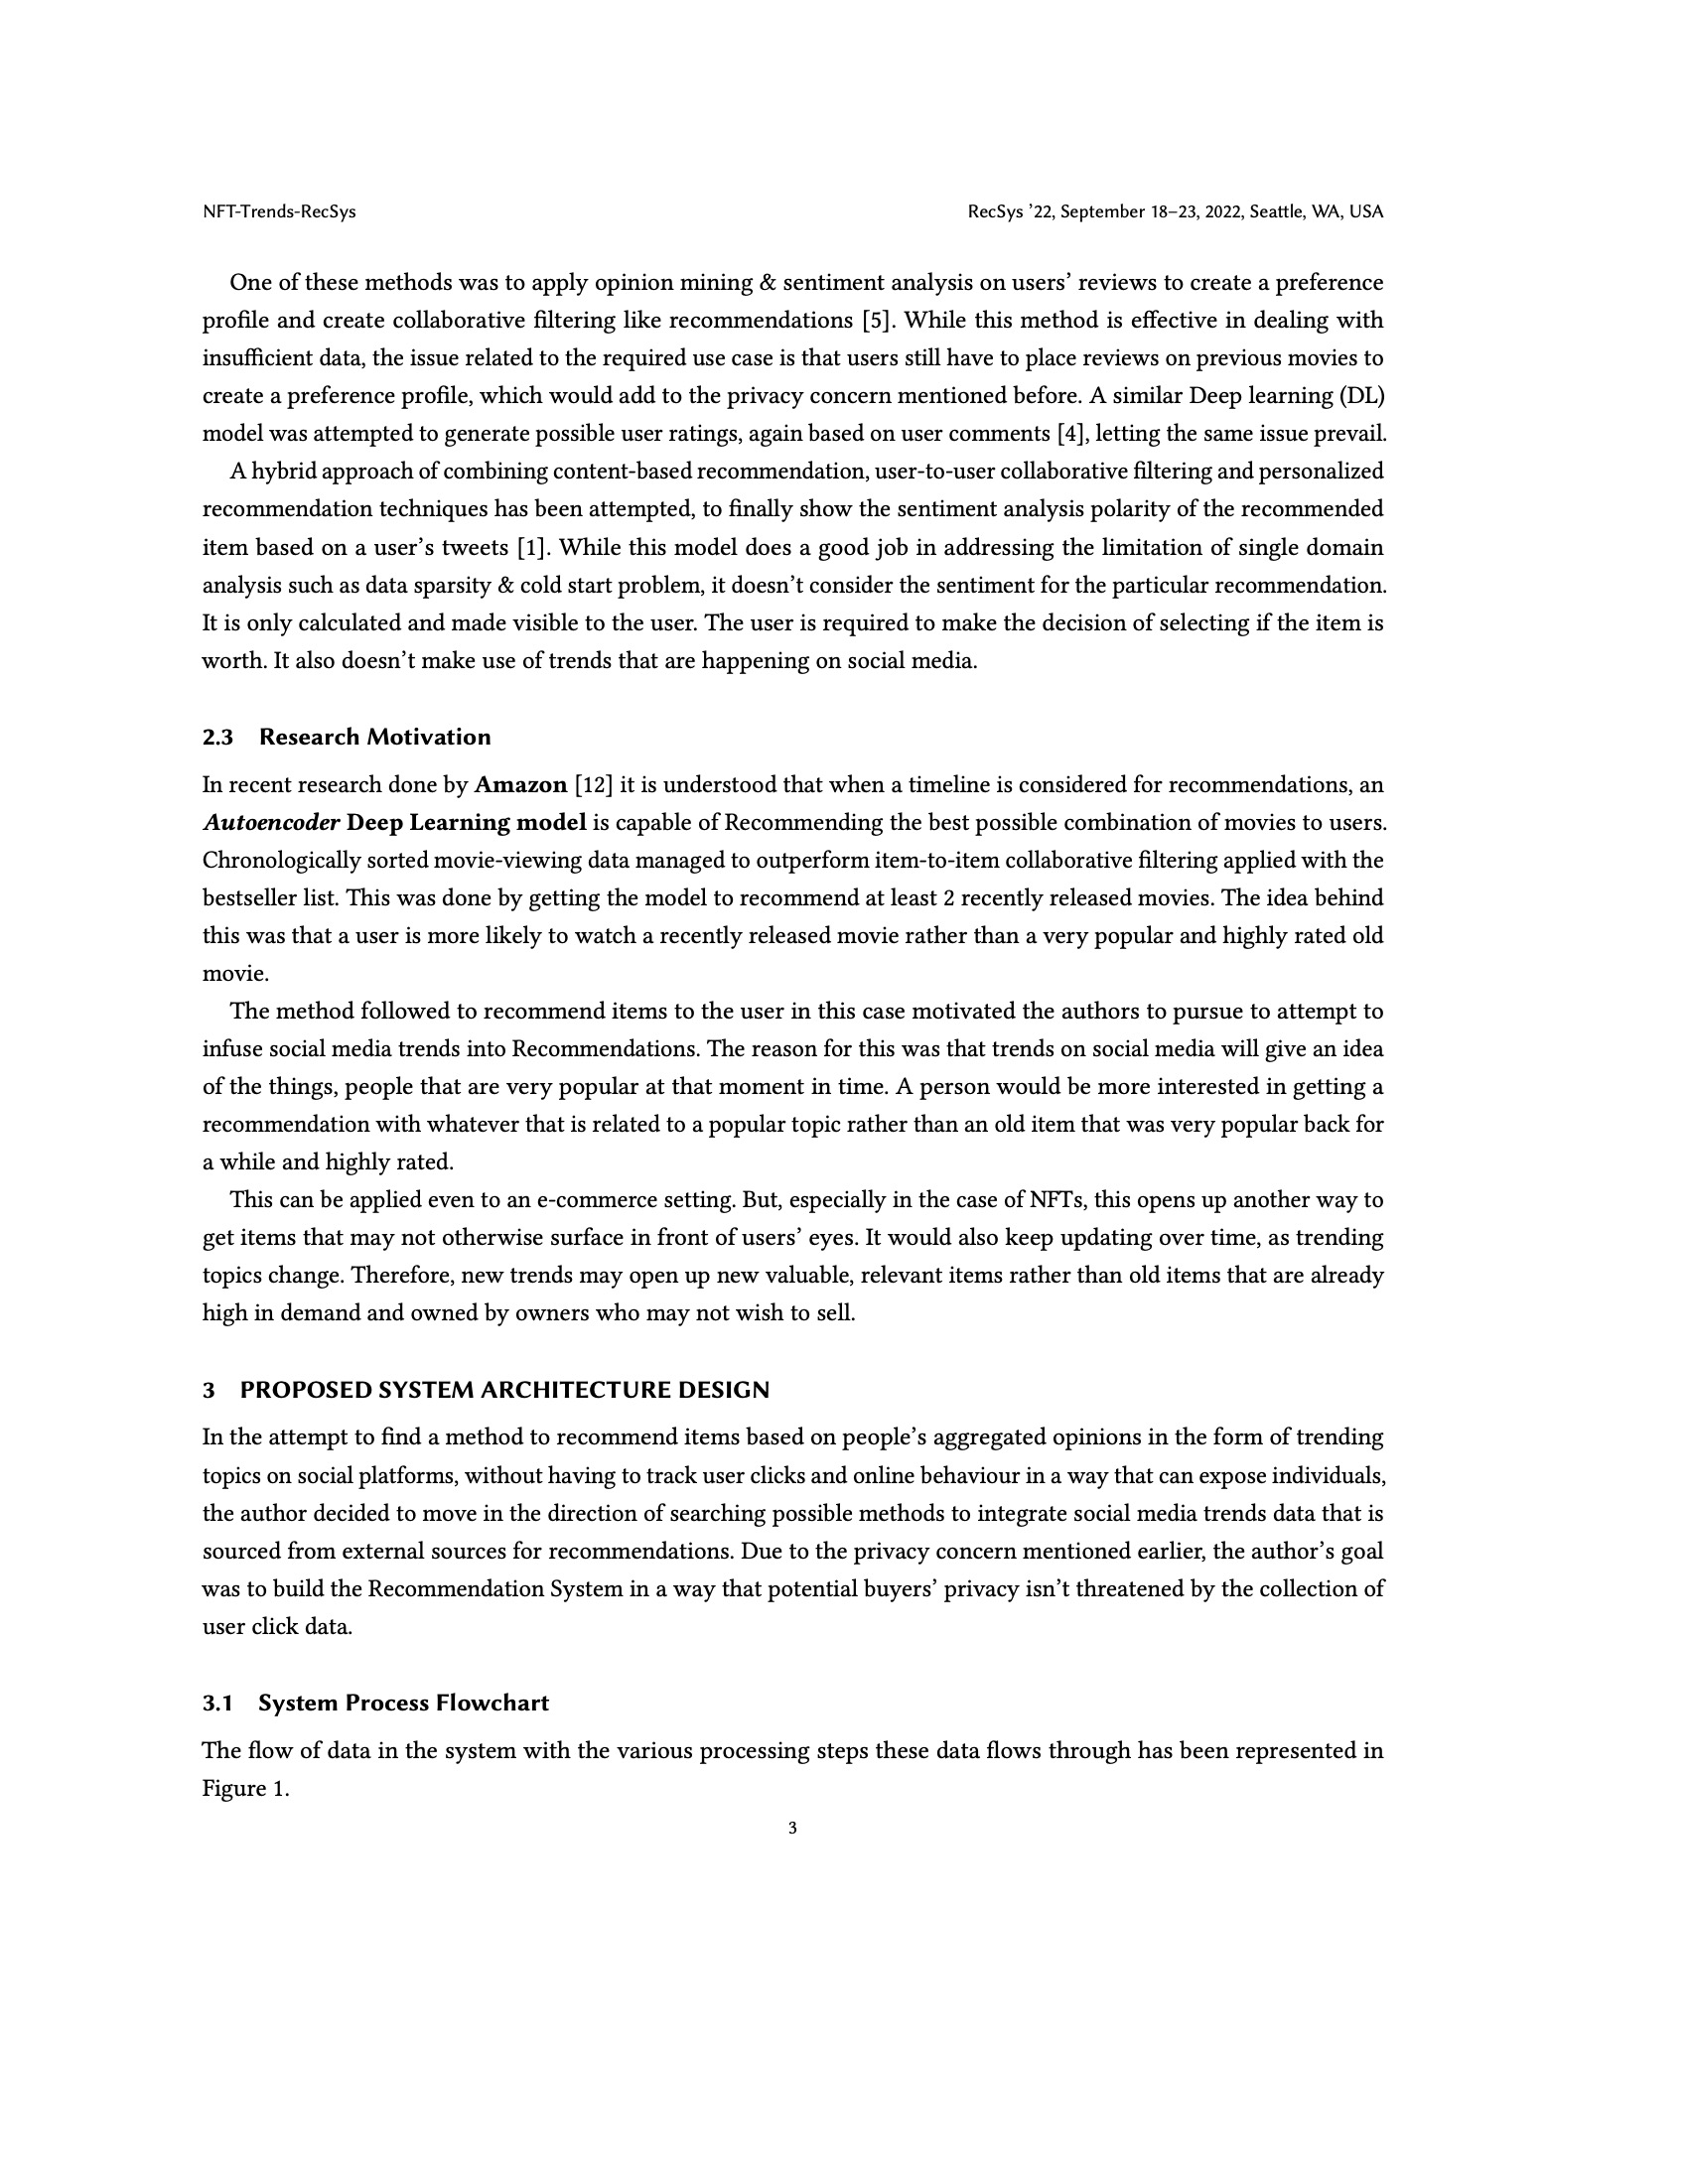 NFT-Trends-RecSys
RecSys ’22, September 18–23, 2022, Seattle, WA, USA
One of these methods was to apply opinion mining & sentiment analysis on users’ reviews to create a preference
profile and create collaborative filtering like recommendations [5]. While this method is effective in dealing with
insufficient data, the issue related to the required use case is that users still have to place reviews on previous movies to
create a preference profile, which would add to the privacy concern mentioned before. A similar Deep learning (DL)
model was attempted to generate possible user ratings, again based on user comments [4], letting the same issue prevail.
A hybrid approach of combining content-based recommendation, user-to-user collaborative filtering and personalized
recommendation techniques has been attempted, to finally show the sentiment analysis polarity of the recommended
item based on a user’s tweets [1]. While this model does a good job in addressing the limitation of single domain
analysis such as data sparsity & cold start problem, it doesn’t consider the sentiment for the particular recommendation.
It is only calculated and made visible to the user. The user is required to make the decision of selecting if the item is
worth. It also doesn’t make use of trends that are happening on social media.
2.3 Research Motivation
In recent research done by Amazon [12] it is understood that when a timeline is considered for recommendations, an
Autoencoder Deep Learning model is capable of Recommending the best possible combination of movies to users.
Chronologically sorted movie-viewing data managed to outperform item-to-item collaborative filtering applied with the
bestseller list. This was done by getting the model to recommend at least 2 recently released movies. The idea behind
this was that a user is more likely to watch a recently released movie rather than a very popular and highly rated old
movie.
The method followed to recommend items to the user in this case motivated the authors to pursue to attempt to
infuse social media trends into Recommendations. The reason for this was that trends on social media will give an idea
of the things, people that are very popular at that moment in time. A person would be more interested in getting a
recommendation with whatever that is related to a popular topic rather than an old item that was very popular back for
a while and highly rated.
This can be applied even to an e-commerce setting. But, especially in the case of NFTs, this opens up another way to
get items that may not otherwise surface in front of users’ eyes. It would also keep updating over time, as trending
topics change. Therefore, new trends may open up new valuable, relevant items rather than old items that are already
high in demand and owned by owners who may not wish to sell.
3 PROPOSED SYSTEM ARCHITECTURE DESIGN
In the attempt to find a method to recommend items based on people’s aggregated opinions in the form of trending
topics on social platforms, without having to track user clicks and online behaviour in a way that can expose individuals,
the author decided to move in the direction of searching possible methods to integrate social media trends data that is
sourced from external sources for recommendations. Due to the privacy concern mentioned earlier, the author’s goal
was to build the Recommendation System in a way that potential buyers’ privacy isn’t threatened by the collection of
user click data.
3.1 System Process Flowchart
The flow of data in the system with the various processing steps these data flows through has been represented in
Figure 1.
3